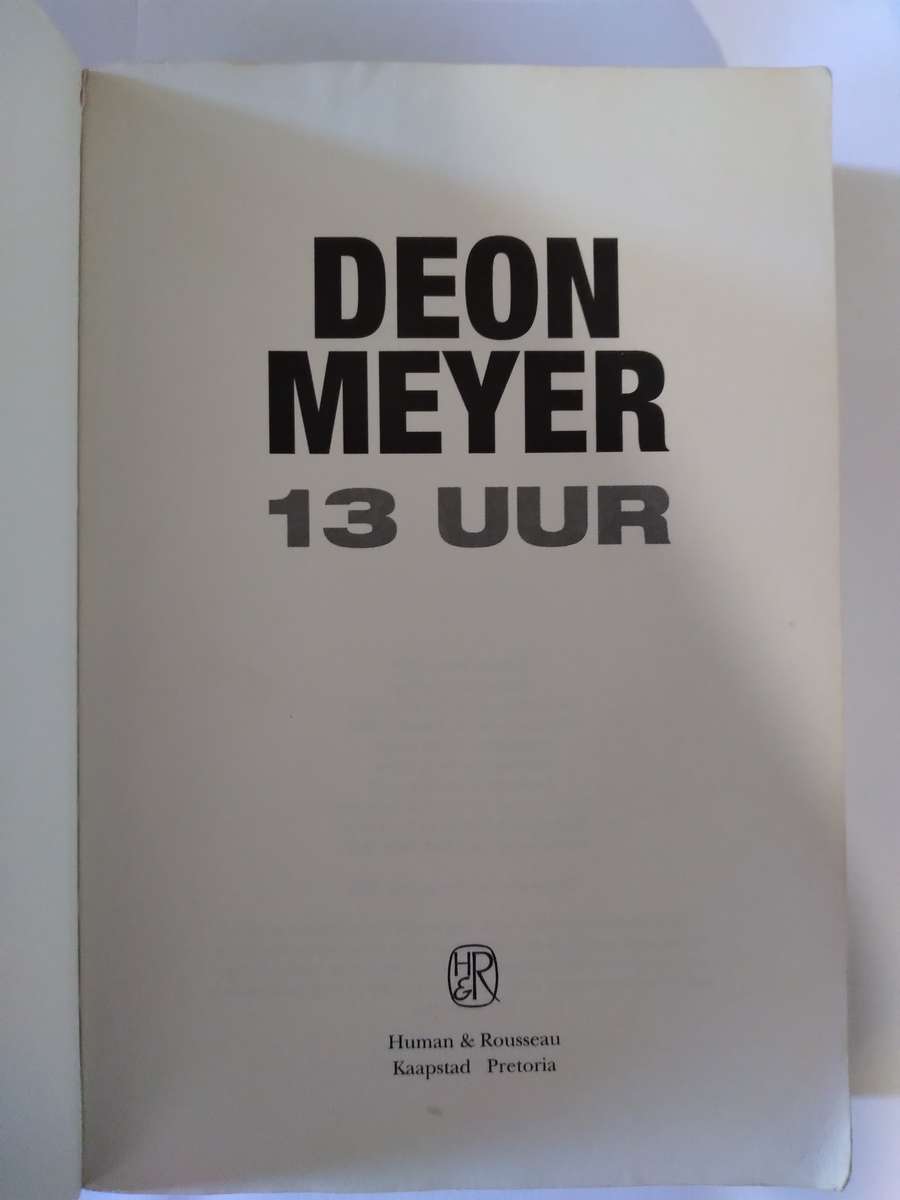 DEON
MEYER
13 UUR
H
&R
Human & Rousseau
Kaapstad Pretoria